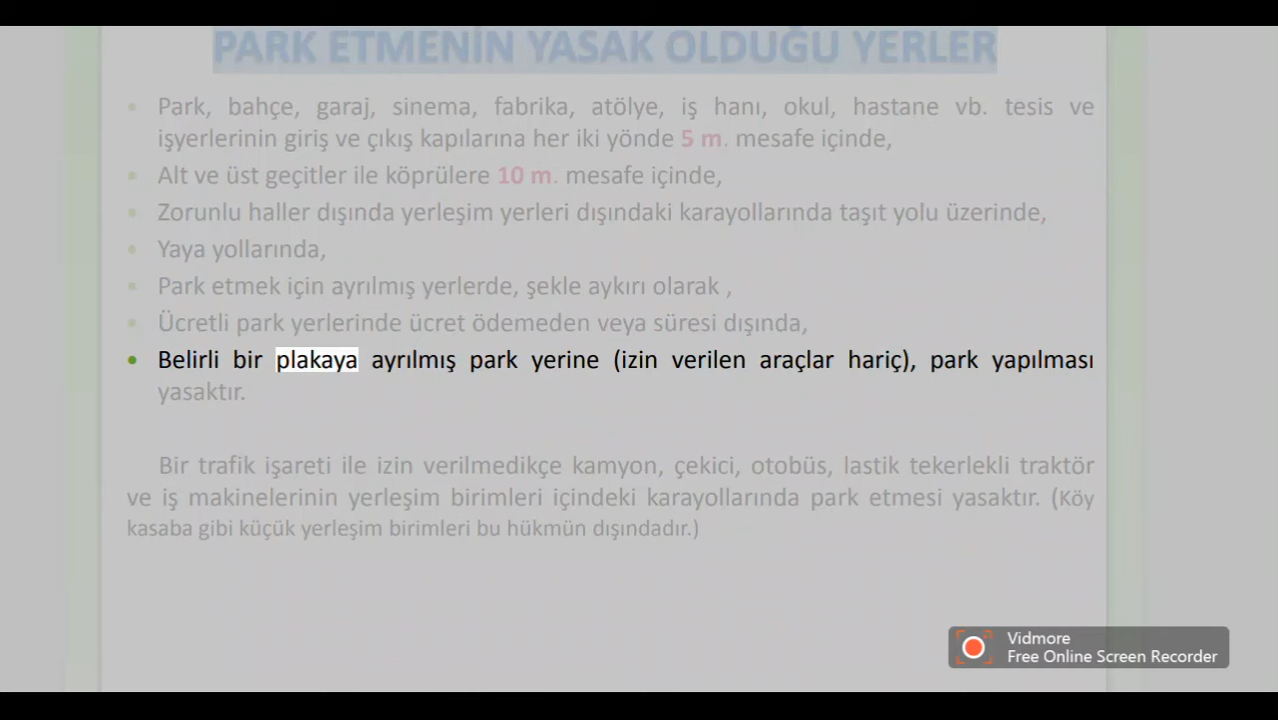 PARK ETMENİN YASAK OLDUĞU YERLER
• Park, bahçe, garaj, sinema, fabrika, atölye, iş hanı, okul, hastane vb. tesis ve
işyerlerinin giriş ve çıkış kapılarına her iki yönde 5 m. mesafe içinde,
• Alt ve üst geçitler ile köprülere 10 m. mesafe içinde,
• Zorunlu haller dışında yerleşim yerleri dışındaki karayollarında taşıt yolu üzerinde,
• Yaya yollarında,
• Park etmek için ayrılmış yerlerde, şekle aykırı olarak ,
• Ücretli park yerlerinde ücret ödemeden veya süresi dışında,
• Belirli bir plakaya ayrılmış park yerine (izin verilen araçlar hariç), park yapılması
yasaktır.
Bir trafik işareti ile izin verilmedikçe kamyon, çekici, otobüs, lastik tekerlekli traktör
ve iş makinelerinin yerleşim birimleri içindeki karayollarında park etmesi yasaktır. (Köy
kasaba gibi küçük yerleşim birimleri bu hükmün dışındadır.)
Vidmore
Free Online Screen Recorder